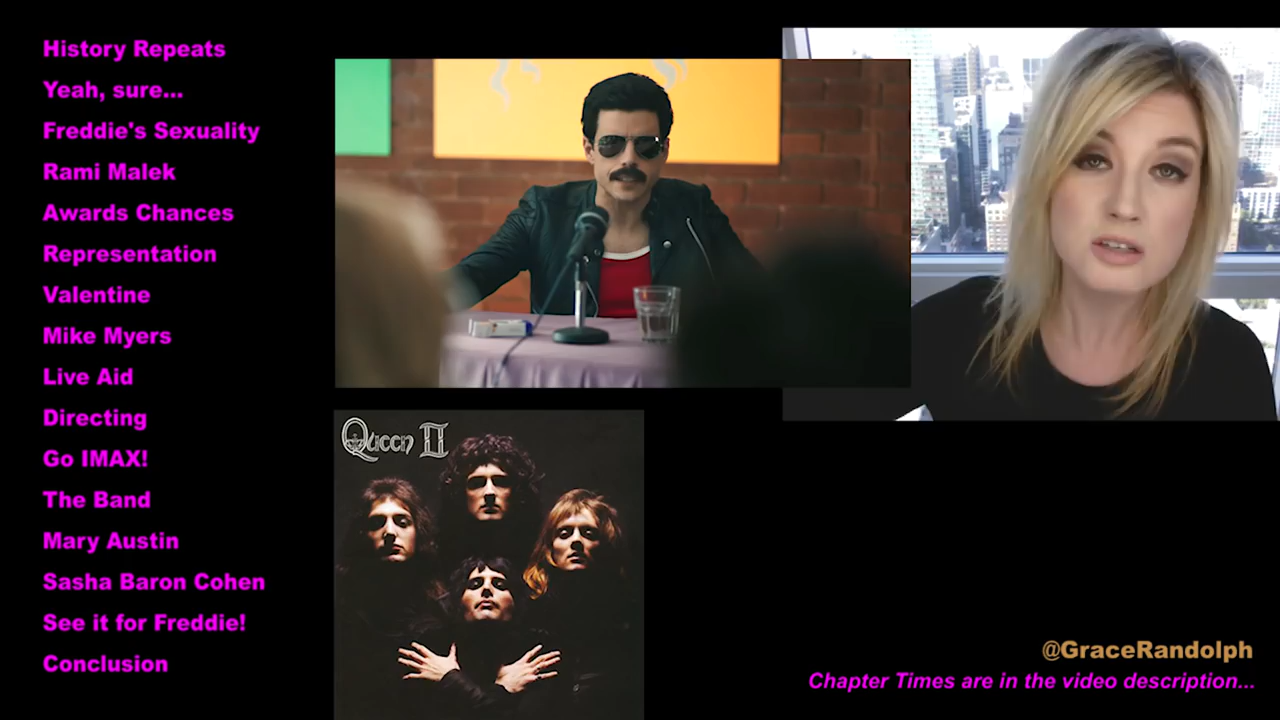 History Repeats
Yeah, sure...
Freddie's Sexuality
Rami Malek
Awards Chances
Representation
Valentine
Mike Myers
Live Aid
Directing
Go IMAX!
The Band
Mary Austin
Sasha Baron Cohen
See it for Freddie!
Conclusion
Queen II
@GraceRandolph
Chapter Times are in the video description...